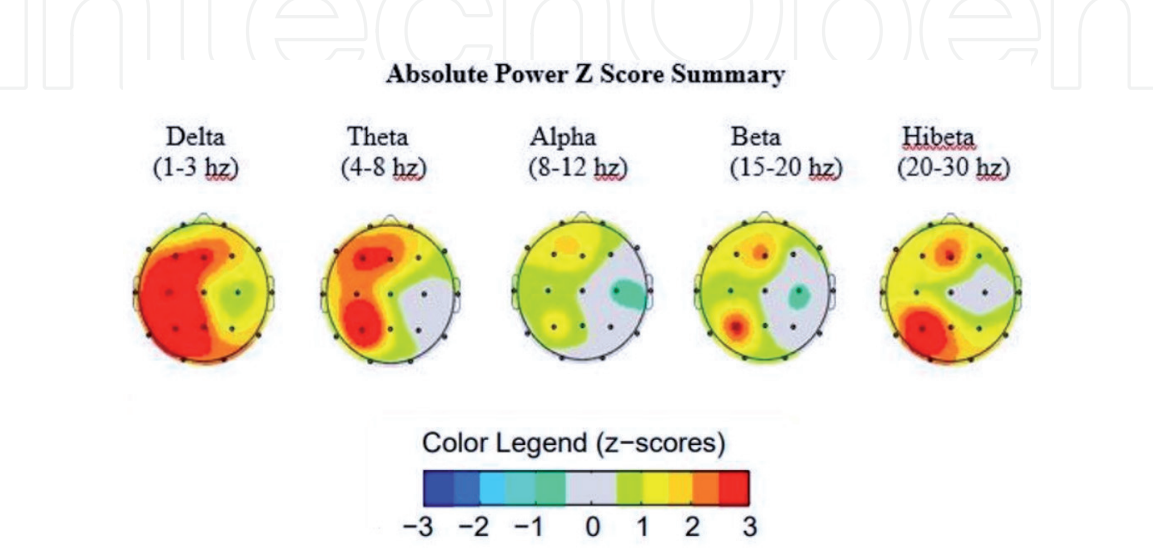 IntechOpen
Absolute Power Z Score Summary
Delta Theta Alpha Beta Hibeta
(1-3 hz) (4-8 hz) (8-12 hz) (15-20 hz) (20-30 hz)
Color Legend (z−scores)
−3 −2 −1 0 1 2 3